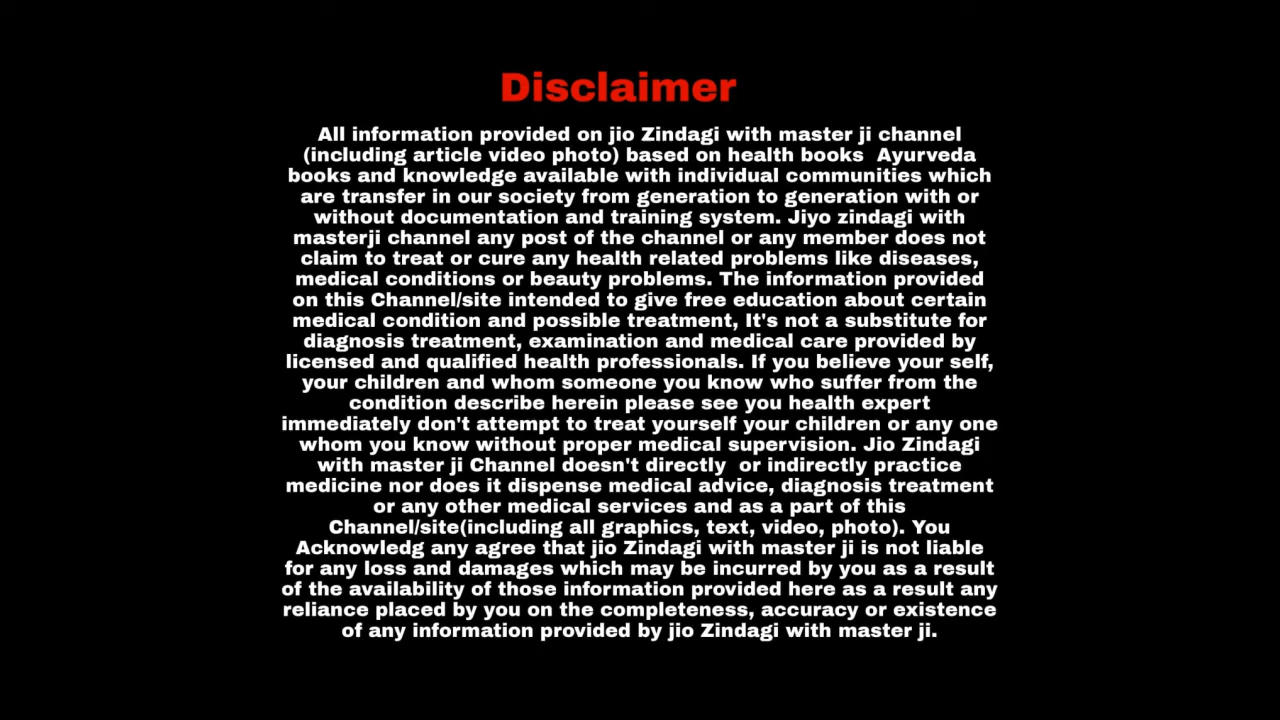 Disclaimer
All information provided on jio Zindagi with master ji channel
(including article video photo) based on health books  Ayurveda
books and knowledge available with individual communities which
are transfer in our society from generation to generation with or
without documentation and training system. Jiyo zindagi with
masterji channel any post of the channel or any member does not
claim to treat or cure any health related problems like diseases,
medical conditions or beauty problems. The information provided
on this Channel/site intended to give free education about certain
medical condition and possible treatment, It's not a substitute for
diagnosis treatment, examination and medical care provided by
licensed and qualified health professionals. If you believe your self,
your children and whom someone you know who suffer from the
condition describe herein please see you health expert
immediately don't attempt to treat yourself your children or any one
whom you know without proper medical supervision. Jio Zindagi
with master ji Channel doesn't directly  or indirectly practice
medicine nor does it dispense medical advice, diagnosis treatment
or any other medical services and as a part of this
Channel/site(including all graphics, text, video, photo). You
Acknowledg any agree that jio Zindagi with master ji is not liable
for any loss and damages which may be incurred by you as a result
of the availability of those information provided here as a result any
reliance placed by you on the completeness, accuracy or existence
of any information provided by jio Zindagi with master ji.